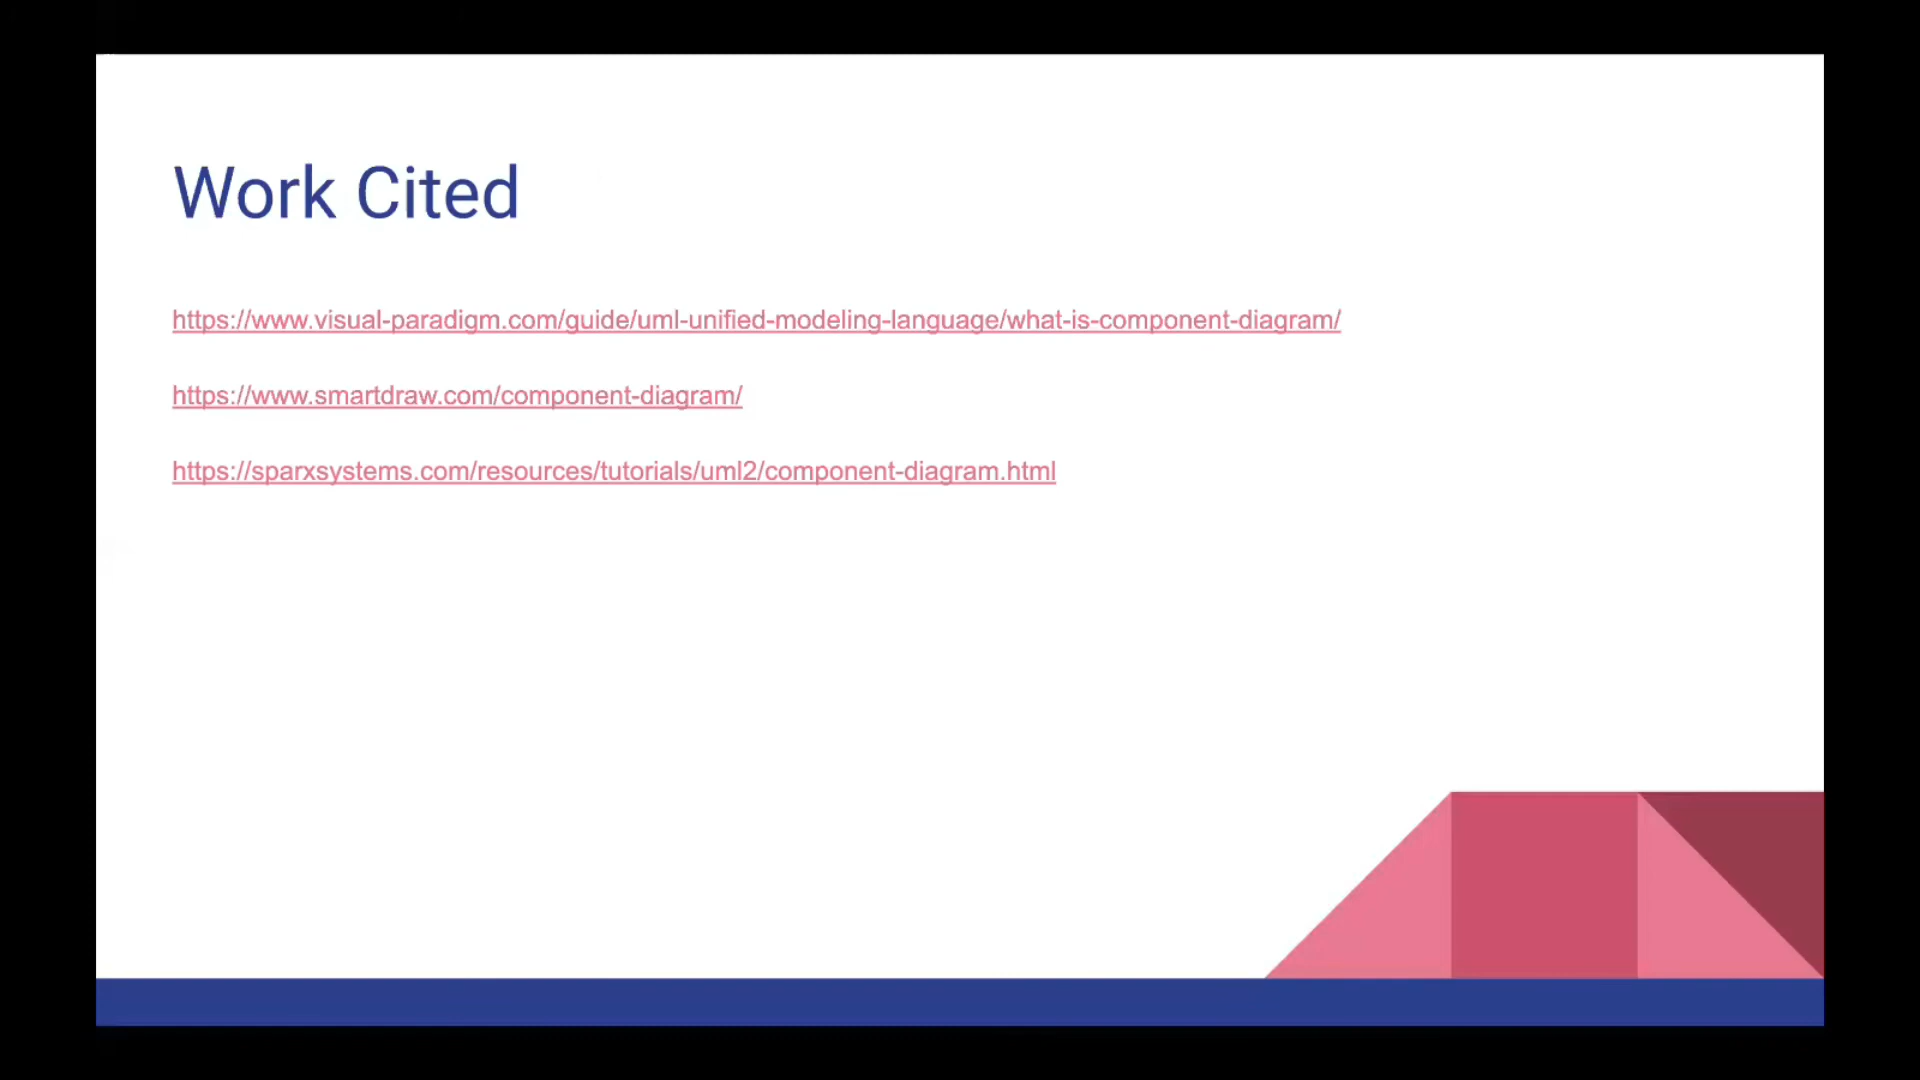 Work Cited
https://www.visual-paradigm.com/guide/uml-unified-modeling-language/what-is-component-diagram/
https://www.smartdraw.com/component-diagram/
https://sparxsystems.com/resources/tutorials/uml2/component-diagram.html